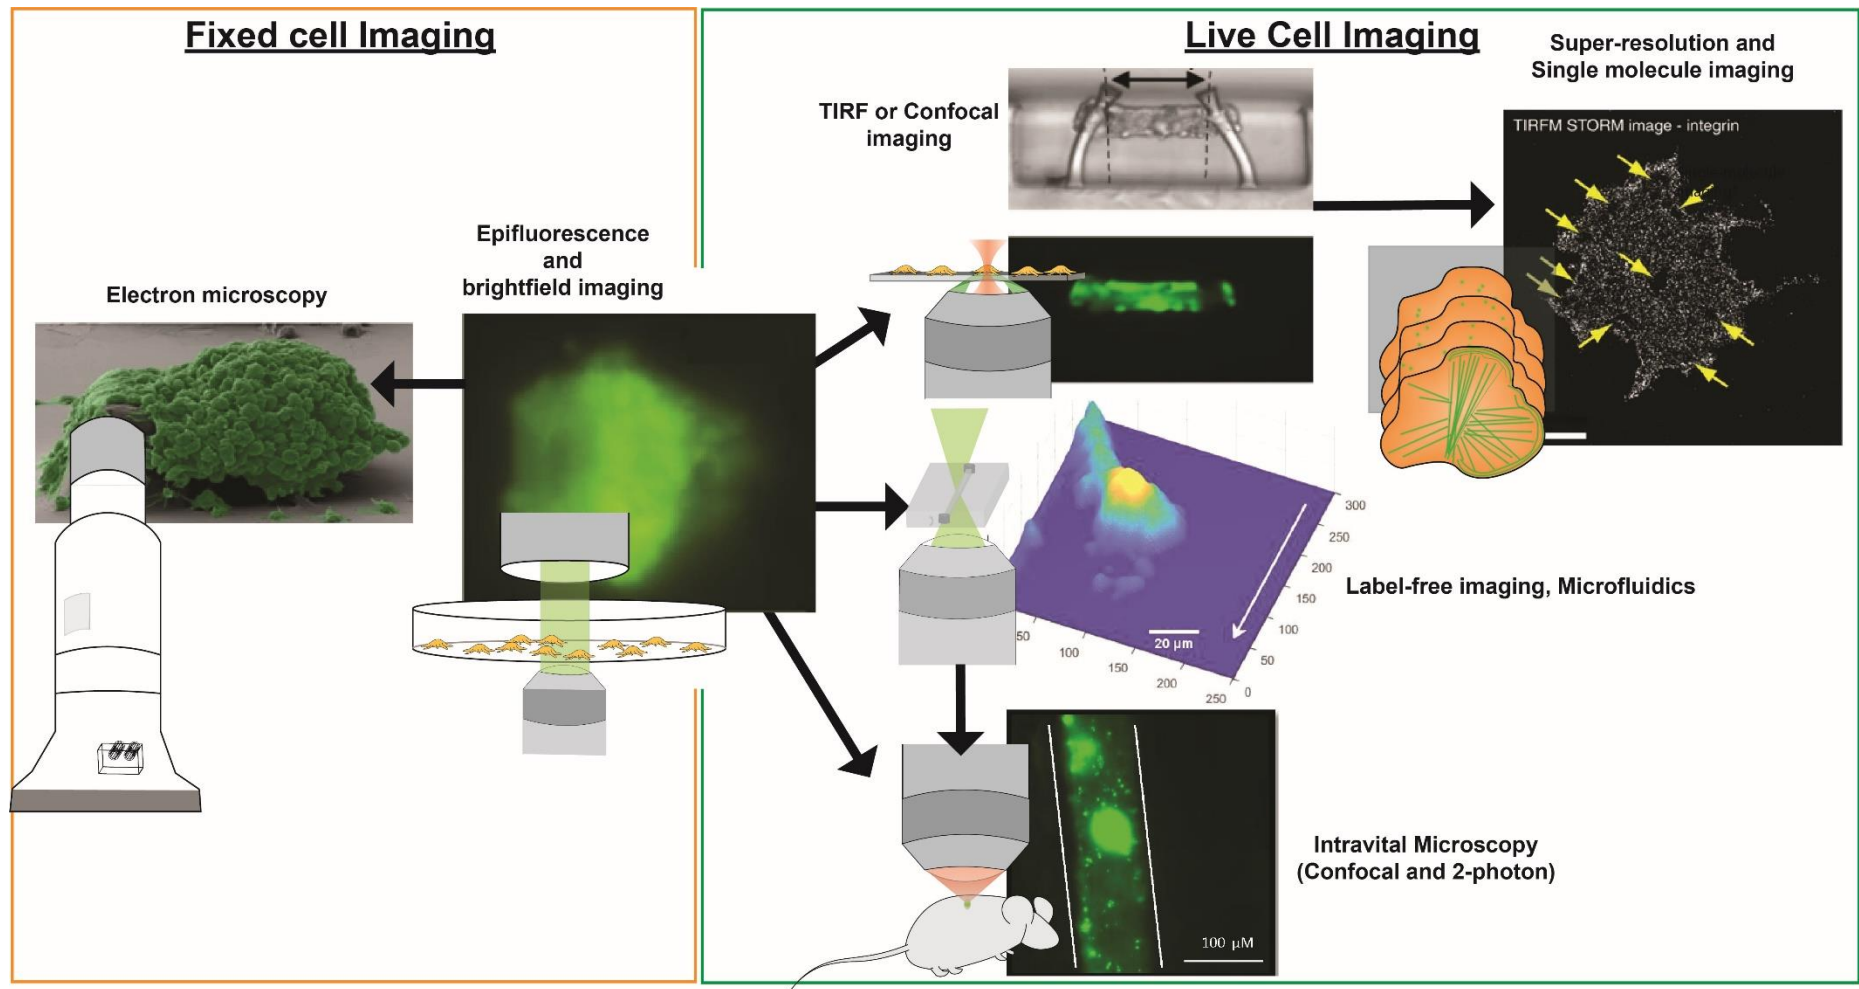 Fixed cell Imaging
Live Cell Imaging
Electron microscopy
Epifluorescence
and
brightfield imaging
TIRF or Confocal
imaging
Super-resolution and
Single molecule imaging
TIRFM STORM image - integrin
300
250
200
150
100
50
0
50
100
150
200
250
20 µm
Label-free imaging, Microfluidics
Intravital Microscopy
(Confocal and 2-photon)
100 µM